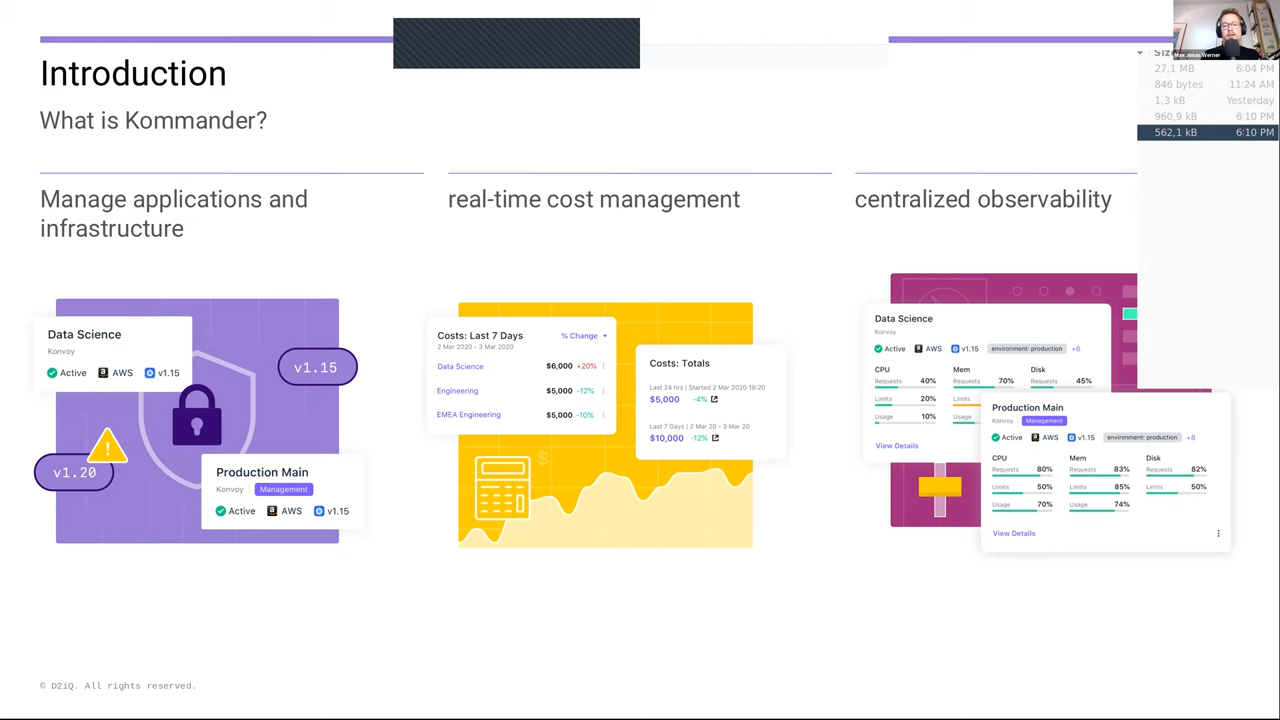 Introduction
What is Kommander?
Max Jonas Werner
Size
27,1 MB 6:04 PM
846 bytes 11:24 AM
1,3 kB Yesterday
960,9 kB 6:10 PM
562,1 kB 6:10 PM
Manage applications and
infrastructure
Data Science
Konvoy
Active AWS v1.15
v1.15
v1.20
Production Main
Konvoy Management
Active AWS v1.15
real-time cost management
Costs: Last 7 Days % Change
2 Mar 2020 - 3 Mar 2020
Data Science $6,000 +20%
Engineering $5,000 -12%
EMEA Engineering $5,000 -10%
Costs: Totals
Last 24 hrs | Started 2 Mar 2020 19:20
$5,000 -4%
Last 7 Days | 2 Mar 20 - 3 Mar 20
$10,000 -12%
$
centralized observability
Data Science
Konvoy
Active AWS v1.15 environment: production +6
CPU Mem Disk
Requests 40% Requests 70% Requests 45%
Limits 20% Limits
Usage 10% Usage
View Details
Production Main
Konvoy Management
Active AWS v1.15 environment: production +8
CPU Mem Disk
Requests 80% Requests 83% Requests 82%
Limits 50% Limits 85% Limits 50%
Usage 70% Usage 74%
View Details
© D2iQ. All rights reserved.